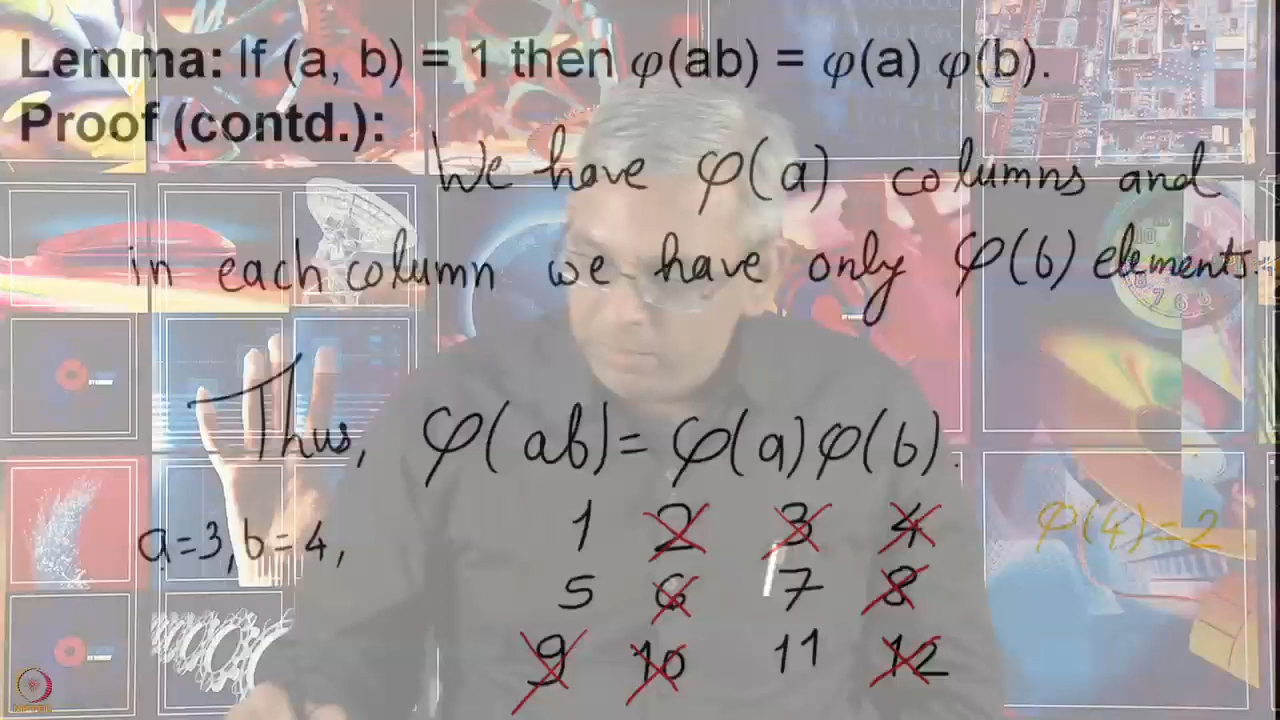 Lemma: If (a, b) = 1 then φ(ab) = φ(a) φ(b).
Proof (contd.):
We have φ(a) columns and
in each column we have only φ(b) elements.
Thus, φ(ab) = φ(a) φ(b).
a=3, b=4,
1 2 3 4
φ(4)=2
5 6 7 8
9 10 11 12